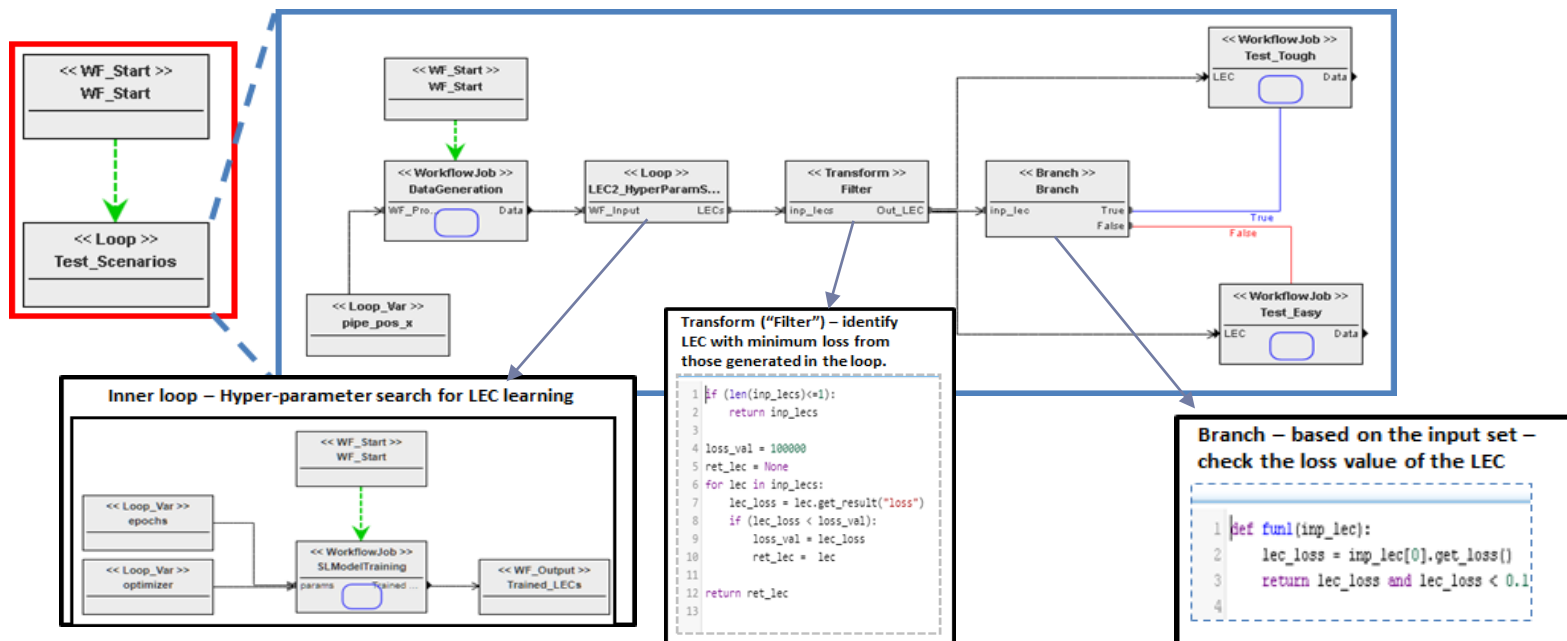 << WF_Start >>
WF_Start
<< Loop >>
Test_Scenarios
<< WF_Start >>
WF_Start
<< WorkflowJob >>
DataGeneration
WF_Pro... Data
<< Loop_Var >>
pipe_pos_x
<< Loop >>
LEC2_HyperParamS...
WF_Input LECs
<< Transform >>
Filter
inp_lecs Out_LEC
<< Branch >>
Branch
inp_lec True
False
True
False
<< WorkflowJob >>
Test_Tough
LEC Data
<< WorkflowJob >>
Test_Easy
LEC Data
Inner loop – Hyper-parameter search for LEC learning
<< WF_Start >>
WF_Start
<< Loop_Var >>
epochs
<< Loop_Var >>
optimizer
<< WorkflowJob >>
SLModelTraining
params Trained ...
<< WF_Output >>
Trained_LECs
Transform (“Filter”) – identify
LEC with minimum loss from
those generated in the loop.
1 if (len(inp_lecs)<=1):
2 return inp_lecs
3
4 loss_val = 100000
5 ret_lec = None
6 for lec in inp_lecs:
7 lec_loss = lec.get_result("loss")
8 if (lec_loss < loss_val):
9 loss_val = lec_loss
10 ret_lec = lec
11
12 return ret_lec
13
Branch – based on the input set –
check the loss value of the LEC
1 def fun1(inp_lec):
2 lec_loss = inp_lec[0].get_loss()
3 return lec_loss and lec_loss < 0.1
4